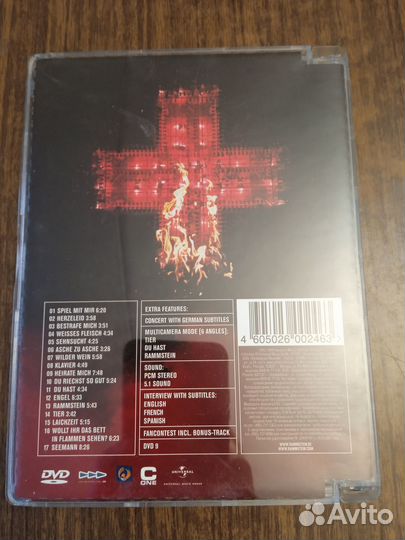 01 SPIEL MIT MIR 6:20
02 HERZELEID 3:58
03 BESTRAFE MICH 3:51
04 WEISSES FLEISCH 4:34
05 SEHNSUCHT 4:25
06 ASCHE ZU ASCHE 3:26
07 WILDER WEIN 5:58
08 KLAVIER 4:49
09 HEIRATE MICH 7:48
10 DU RIECHST SO GUT 5:24
11 DU HAST 4:34
12 ENGEL 6:33
13 RAMMSTEIN 5:43
14 TIER 3:42
15 LAICHZEIT 5:15
16 WOLLT IHR DAS BETT
IN FLAMMEN SEHEN? 6:23
17 SEEMANN 8:26
EXTRA FEATURES:
CONCERT WITH GERMAN SUBTITLES
MULTICAMERA MODE [6 ANGLES]:
TIER
DU HAST
RAMMSTEIN
SOUND:
PCM STEREO
5.1 SOUND
INTERVIEW WITH SUBTITLES:
ENGLISH
FRENCH
SPANISH
FANCONTEST INCL. BONUS-TRACK
DVD 9
4 605026 002463
DVD
C
ONE
UNIVERSAL
UNIVERSAL MUSIC GROUP
Avito